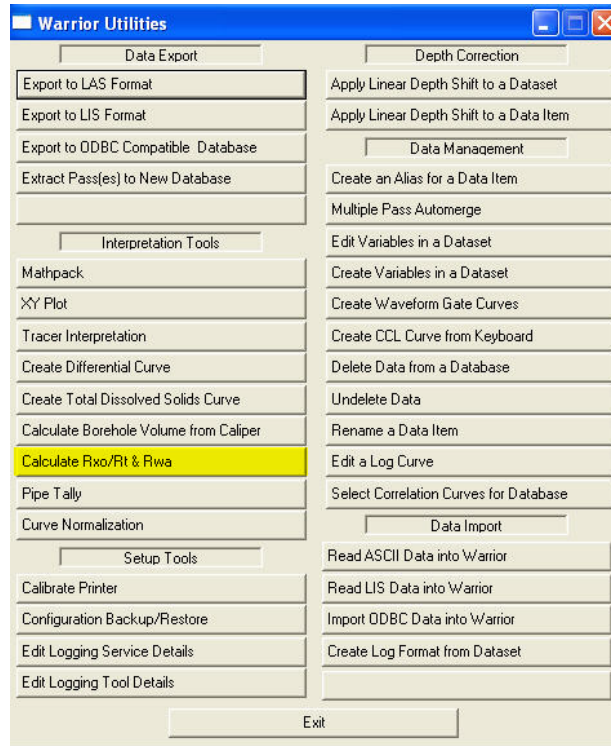 Warrior Utilities
Data Export
Export to LAS Format
Export to LIS Format
Export to ODBC Compatible Database
Extract Pass(es) to New Database
Interpretation Tools
Mathpack
XY Plot
Tracer Interpretation
Create Differential Curve
Create Total Dissolved Solids Curve
Calculate Borehole Volume from Caliper
Calculate Rxo/Rt & Rwa
Pipe Tally
Curve Normalization
Setup Tools
Calibrate Printer
Configuration Backup/Restore
Edit Logging Service Details
Edit Logging Tool Details
Depth Correction
Apply Linear Depth Shift to a Dataset
Apply Linear Depth Shift to a Data Item
Data Management
Create an Alias for a Data Item
Multiple Pass Automerge
Edit Variables in a Dataset
Create Variables in a Dataset
Create Waveform Gate Curves
Create CCL Curve from Keyboard
Delete Data from a Database
Undelete Data
Rename a Data Item
Edit a Log Curve
Select Correlation Curves for Database
Data Import
Read ASCII Data into Warrior
Read LIS Data into Warrior
Import ODBC Data into Warrior
Create Log Format from Dataset
Exit